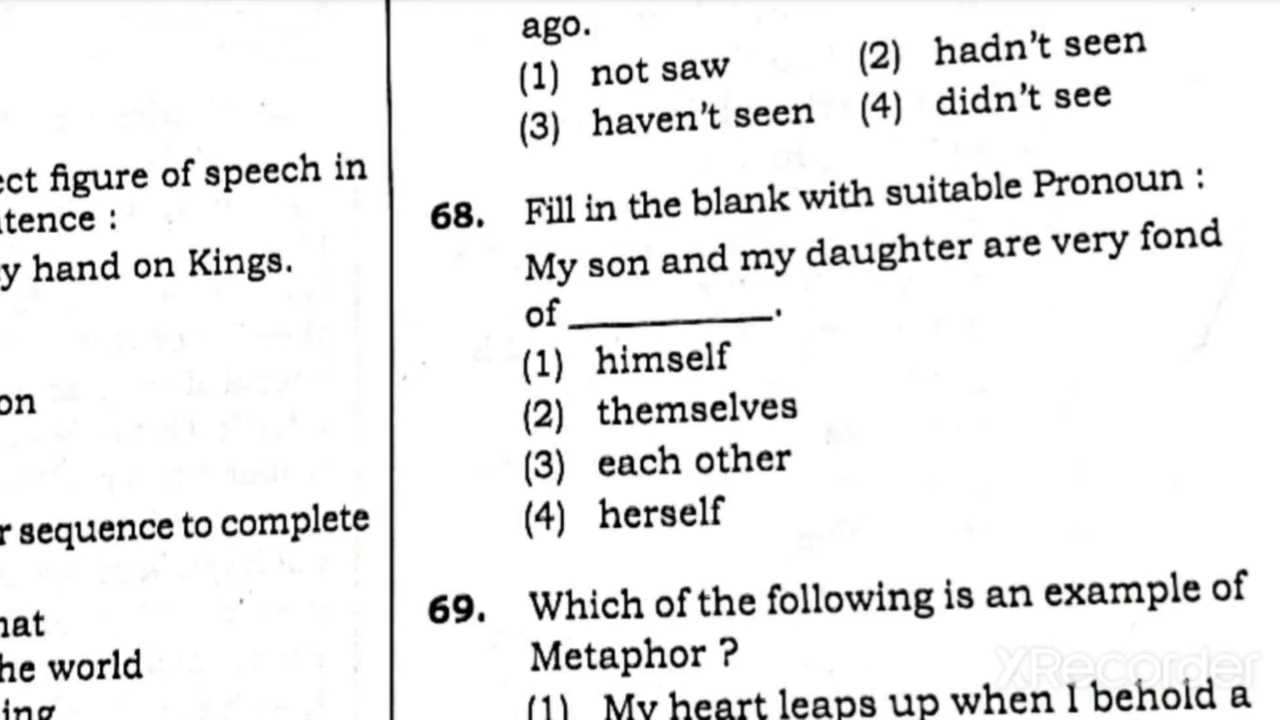 ect figure of speech in
tence :
y hand on Kings.
on
r sequence to complete
hat
he world
ing
ago.
(1) not saw (2) hadn't seen
(3) haven't seen (4) didn't see
68. Fill in the blank with suitable Pronoun :
My son and my daughter are very fond
of ____________.
(1) himself
(2) themselves
(3) each other
(4) herself
69. Which of the following is an example of
Metaphor ?
(1) My heart leaps up when I behold a
XRecorder